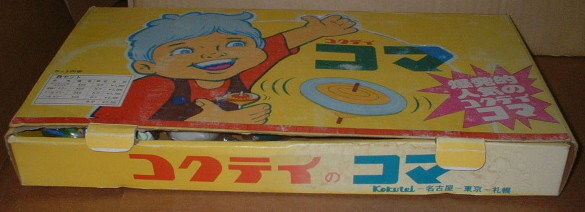 コクテイ
コマ
爆発的
人気の
コクテイ
コマ
コクテイのコマ
Kokutei－名古屋－東京－札幌